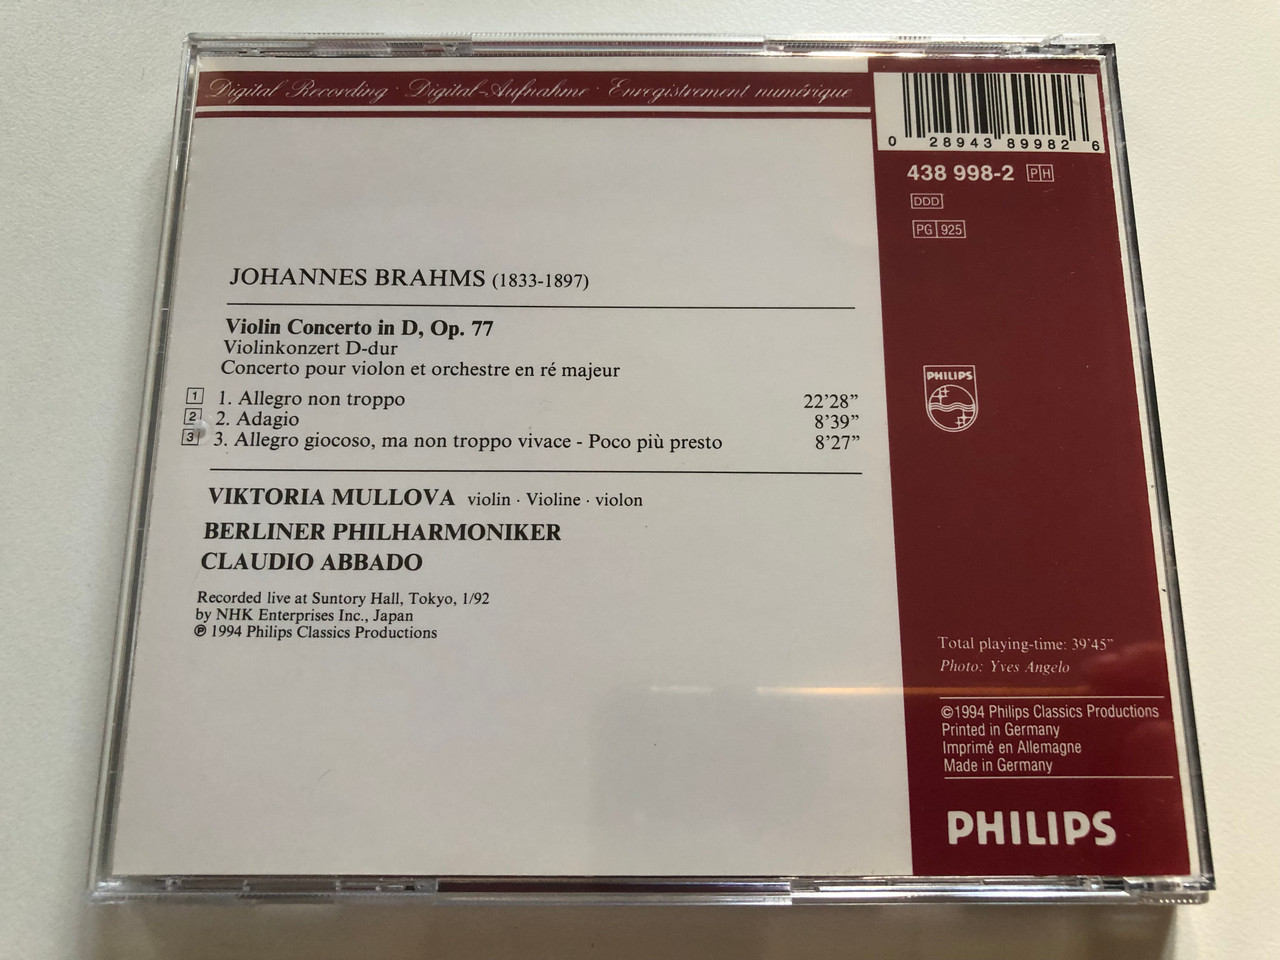 Digital Recording · Digital-Aufnahme · Enregistrement numérique
0 28943 89982 6
438 998-2 PH
DDD
PG 925
JOHANNES BRAHMS (1833-1897)
Violin Concerto in D, Op. 77
Violinkonzert D-dur
Concerto pour violon et orchestre en ré majeur
1 1. Allegro non troppo 22'28”
2 2. Adagio 8'39”
3 3. Allegro giocoso, ma non troppo vivace - Poco più presto 8'27”
VIKTORIA MULLOVA violin · Violine · violon
BERLINER PHILHARMONIKER
CLAUDIO ABBADO
Recorded live at Suntory Hall, Tokyo, 1/92
by NHK Enterprises Inc., Japan
℗ 1994 Philips Classics Productions
PHILIPS
Total playing-time: 39'45”
Photo: Yves Angelo
©1994 Philips Classics Productions
Printed in Germany
Imprimé en Allemagne
Made in Germany
PHILIPS